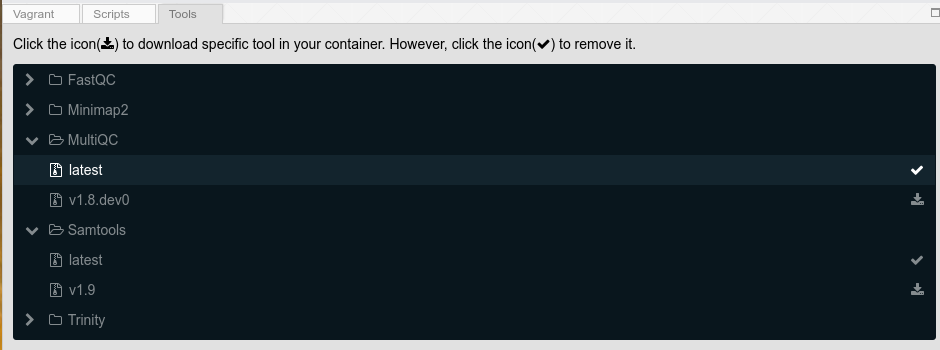 Vagrant
Scripts
Tools
Click the icon() to download specific tool in your container. However, click the icon() to remove it.
FastQC
Minimap2
MultiQC
latest
v1.8.dev0
Samtools
latest
v1.9
Trinity